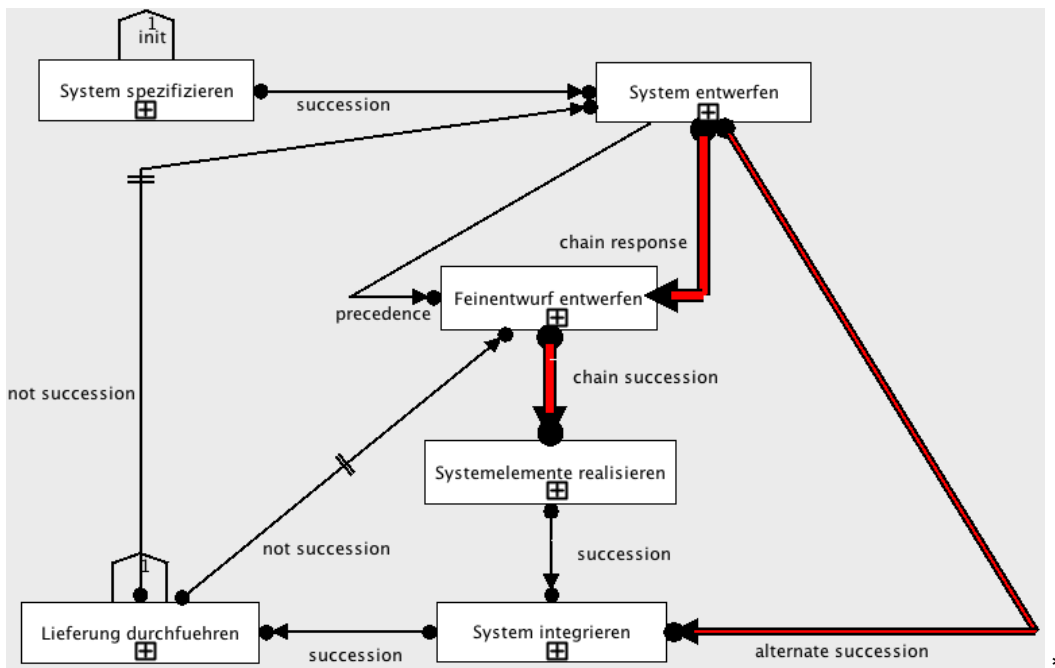 1
init
System spezifizieren
succession
System entwerfen
chain response
Feinentwurf entwerfen
precedence
chain succession
not succession
Systemelemente realisieren
not succession
succession
1
Lieferung durchfuehren
succession
System integrieren
alternate succession
,